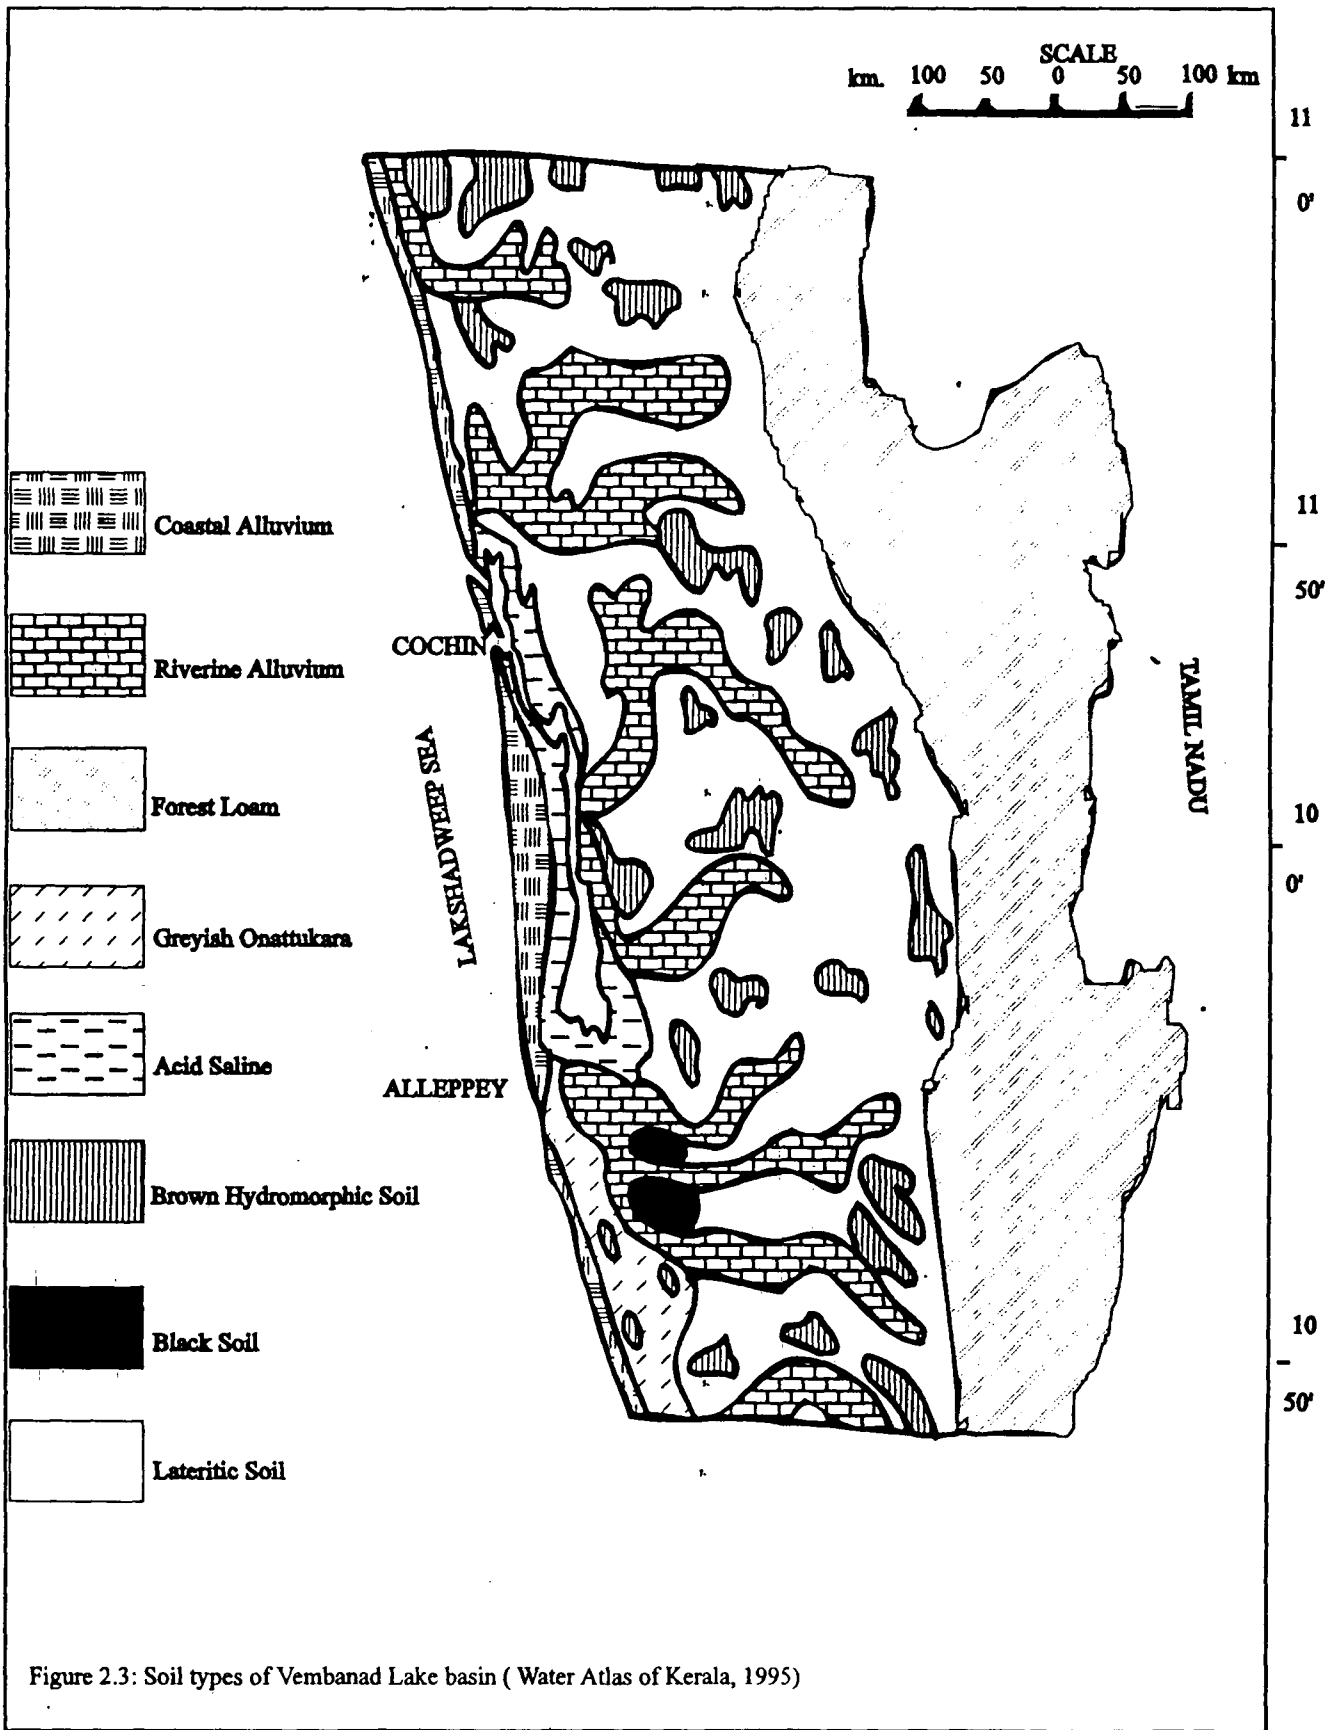 SCALE
km. 100 50 0 50 100 km
11
0'
11
50'
10
0'
10
50'
Coastal Alluvium
Riverine Alluvium
Forest Loam
Greyish Onattukara
Acid Saline
Brown Hydromorphic Soil
Black Soil
Lateritic Soil
COCHIN
LAKSHADWEEP SEA
ALLEPPEY
TAMIL NADU
Figure 2.3: Soil types of Vembanad Lake basin ( Water Atlas of Kerala, 1995)